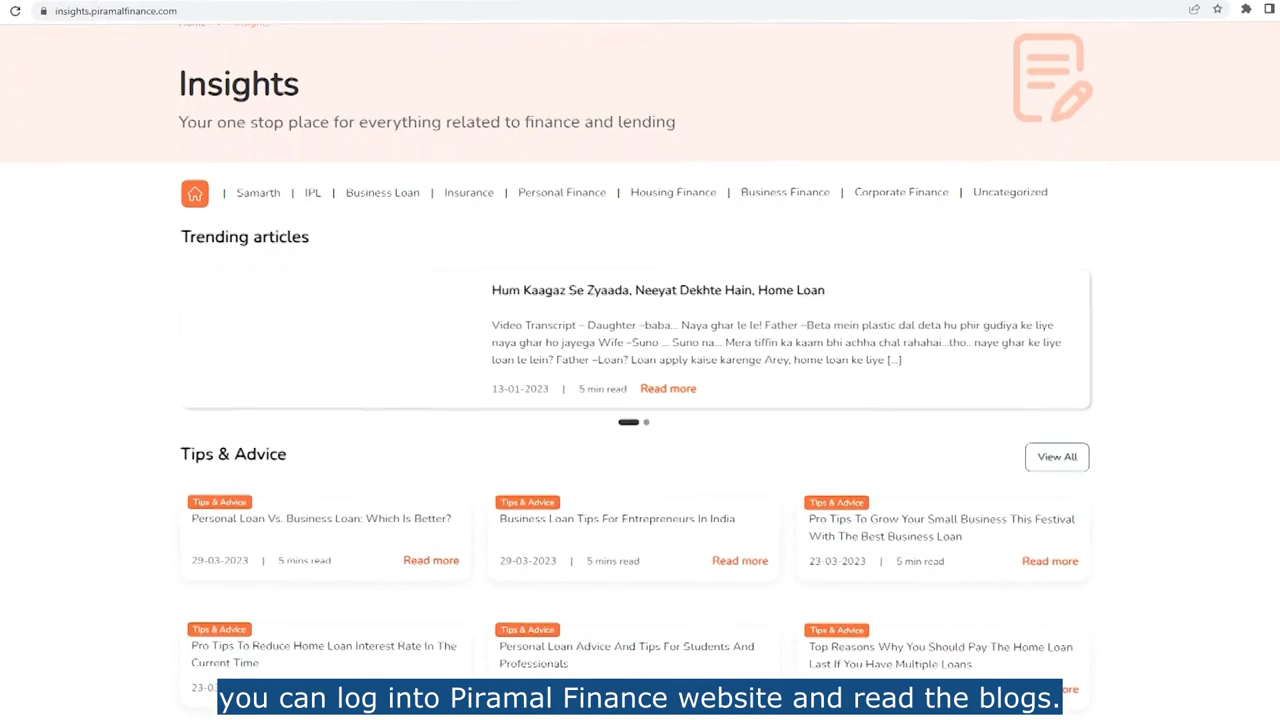 insights.piramalfinance.com
Insights
Your one stop place for everything related to finance and lending
| Samarth | IPL | Business Loan | Insurance | Personal Finance | Housing Finance | Business Finance | Corporate Finance | Uncategorized
Trending articles
Hum Kaagaz Se Zyaada, Neeyat Dekhte Hain, Home Loan
Video Transcript – Daughter –baba... Naya ghar le le! Father –Beta mein plastic dal deta hu phir gudiya ke liye
naya ghar ho jayega Wife –Suno ... Suno na... Mera tiffin ka kaam bhi achha chal rahahai...tho.. naye ghar ke liye
loan le lein? Father –Loan? Loan apply kaise karenge Arey, home loan ke liye [...]
13-01-2023 | 5 min read Read more
Tips & Advice
View All
Tips & Advice
Personal Loan Vs. Business Loan: Which Is Better?
29-03-2023 | 5 mins read Read more
Tips & Advice
Business Loan Tips For Entrepreneurs In India
29-03-2023 | 5 mins read Read more
Tips & Advice
Pro Tips To Grow Your Small Business This Festival
With The Best Business Loan
23-03-2023 | 5 min read Read more
Tips & Advice
Pro Tips To Reduce Home Loan Interest Rate In The
Current Time
Tips & Advice
Personal Loan Advice And Tips For Students And
Professionals
Tips & Advice
Top Reasons Why You Should Pay The Home Loan
Last If You Have Multiple Loans
you can log into Piramal Finance website and read the blogs.